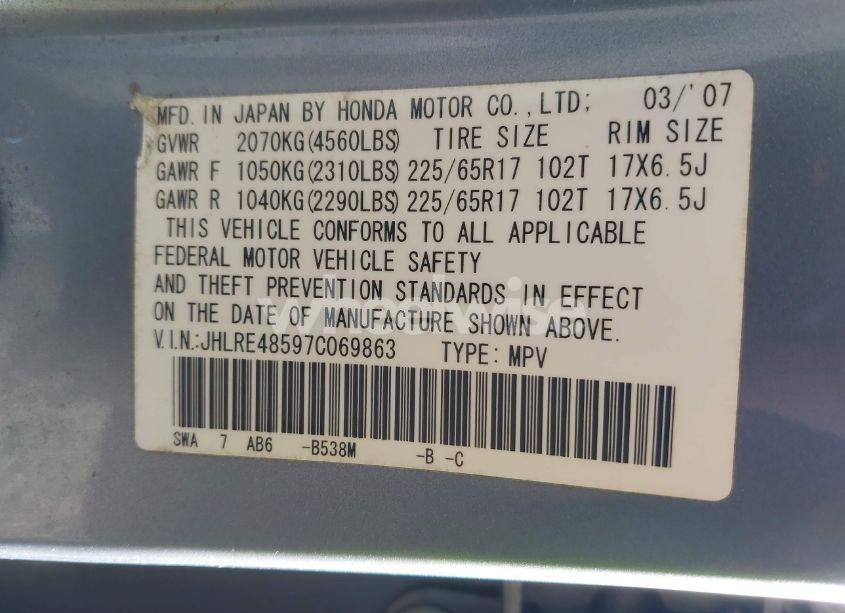 MFD. IN JAPAN BY HONDA MOTOR CO., LTD; 03/'07
GVWR 2070KG(4560LBS) TIRE SIZE RIM SIZE
GAWR F 1050KG(2310LBS) 225/65R17 102T 17X6.5J
GAWR R 1040KG(2290LBS) 225/65R17 102T 17X6.5J
THIS VEHICLE CONFORMS TO ALL APPLICABLE
FEDERAL MOTOR VEHICLE SAFETY
AND THEFT PREVENTION STANDARDS IN EFFECT
ON THE DATE OF MANUFACTURE SHOWN ABOVE.
V.I.N.:JHLRE48597C069863 TYPE: MPV
SWA 7 AB6 -B538M -B -C